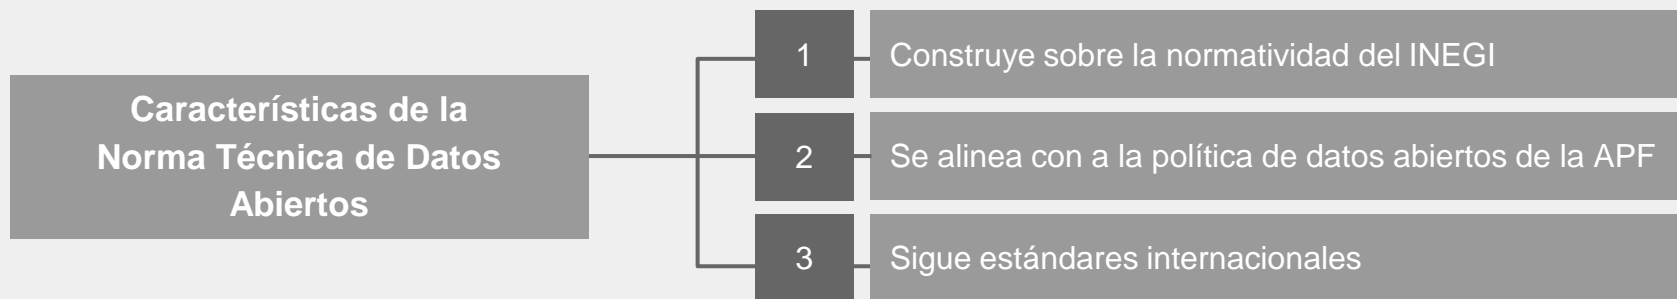 Características de la
Norma Técnica de Datos
Abiertos
1
Construye sobre la normatividad del INEGI
2
Se alinea con a la política de datos abiertos de la APF
3
Sigue estándares internacionales